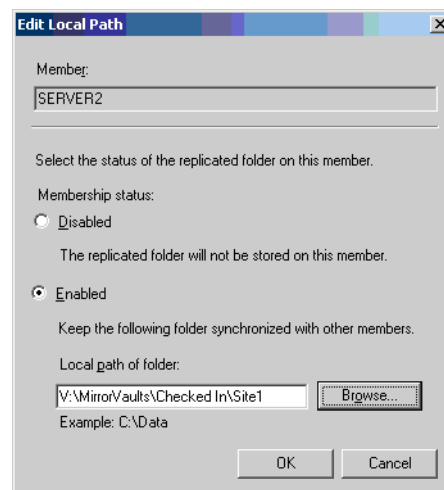 Edit Local Path
Member:
SERVER2
Select the status of the replicated folder on this member.
Membership status:
Disabled
The replicated folder will not be stored on this member.
Enabled
Keep the following folder synchronized with other members.
Local path of folder:
V:\MirrorVaults\Checked In\Site1
Browse...
Example: C:\Data
OK
Cancel